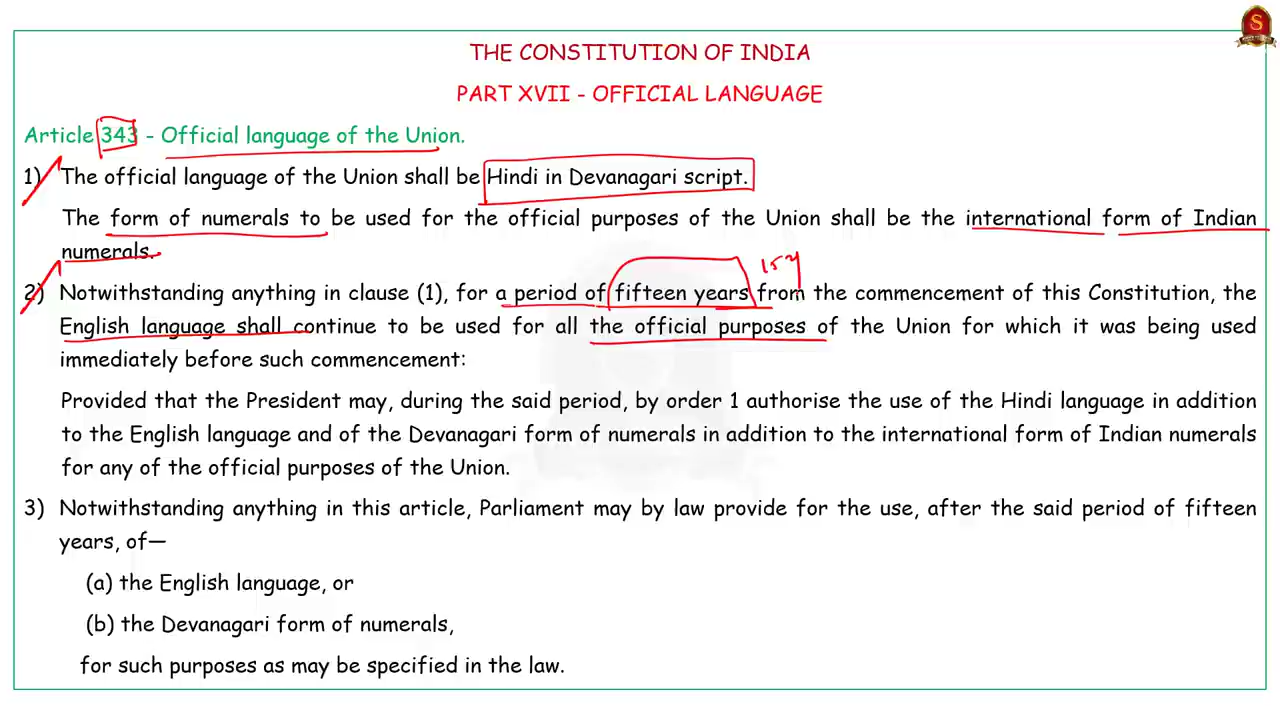 S
THE CONSTITUTION OF INDIA
PART XVII - OFFICIAL LANGUAGE
Article 343 - Official language of the Union.
1) The official language of the Union shall be Hindi in Devanagari script.
The form of numerals to be used for the official purposes of the Union shall be the international form of Indian
numerals.
15y
2) Notwithstanding anything in clause (1), for a period of fifteen years from the commencement of this Constitution, the
English language shall continue to be used for all the official purposes of the Union for which it was being used
immediately before such commencement:
Provided that the President may, during the said period, by order 1 authorise the use of the Hindi language in addition
to the English language and of the Devanagari form of numerals in addition to the international form of Indian numerals
for any of the official purposes of the Union.
3) Notwithstanding anything in this article, Parliament may by law provide for the use, after the said period of fifteen
years, of—
(a) the English language, or
(b) the Devanagari form of numerals,
for such purposes as may be specified in the law.